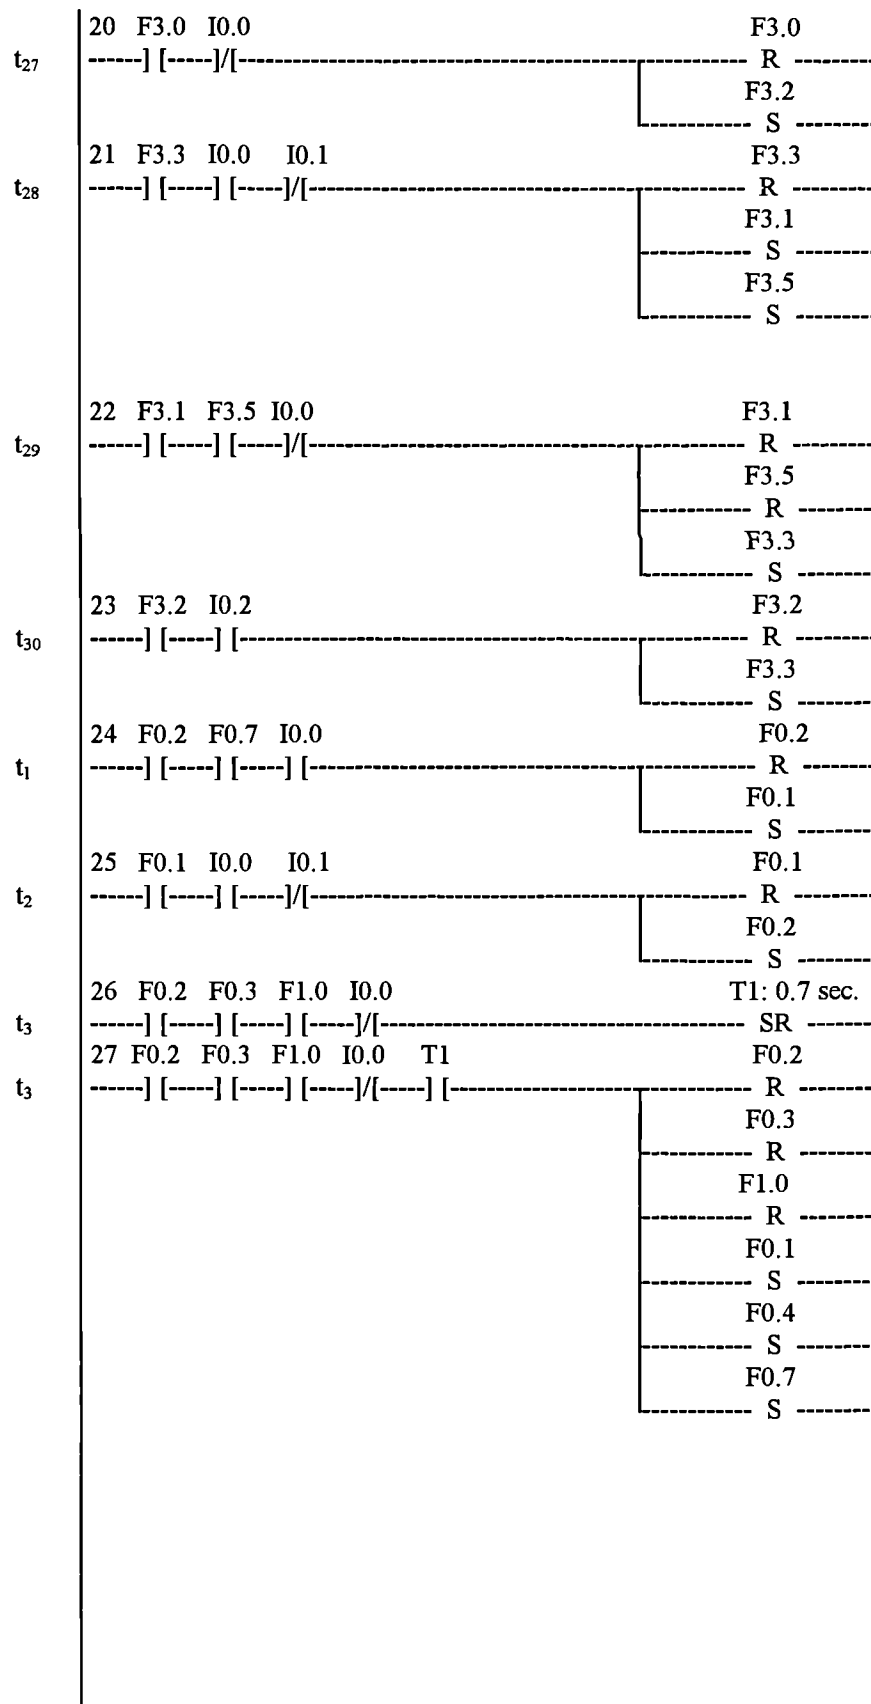 20 F3.0 I0.0 F3.0
t27 ------] [-----]/[------ R -------
F3.2
S
21 F3.3 I0.0 I0.1 F3.3
t28 ------] [-----] [-----]/[------ R -------
F3.1
S
F3.5
S
22 F3.1 F3.5 I0.0 F3.1
t29 ------] [-----] [----]/[------ R -------
F3.5
R
F3.3
S
23 F3.2 I0.2 F3.2
t30 ------] [-----] [------ R -------
F3.3
S
24 F0.2 F0.7 I0.0 F0.2
t1 ------] [-----] [----] [------ R -------
F0.1
S
25 F0.1 I0.0 I0.1 F0.1
t2 ------] [-----] [----]/[------ R -------
F0.2
S
26 F0.2 F0.3 F1.0 I0.0 T1: 0.7 sec.
t3 ------] [-----] [-----] [-----]/[------ SR -------
27 F0.2 F0.3 F1.0 I0.0 T1 F0.2
t3 ------] [-----] [-----] [-----]/[----] [------ R -------
F0.3
R
F1.0
R
F0.1
S
F0.4
S
F0.7
S